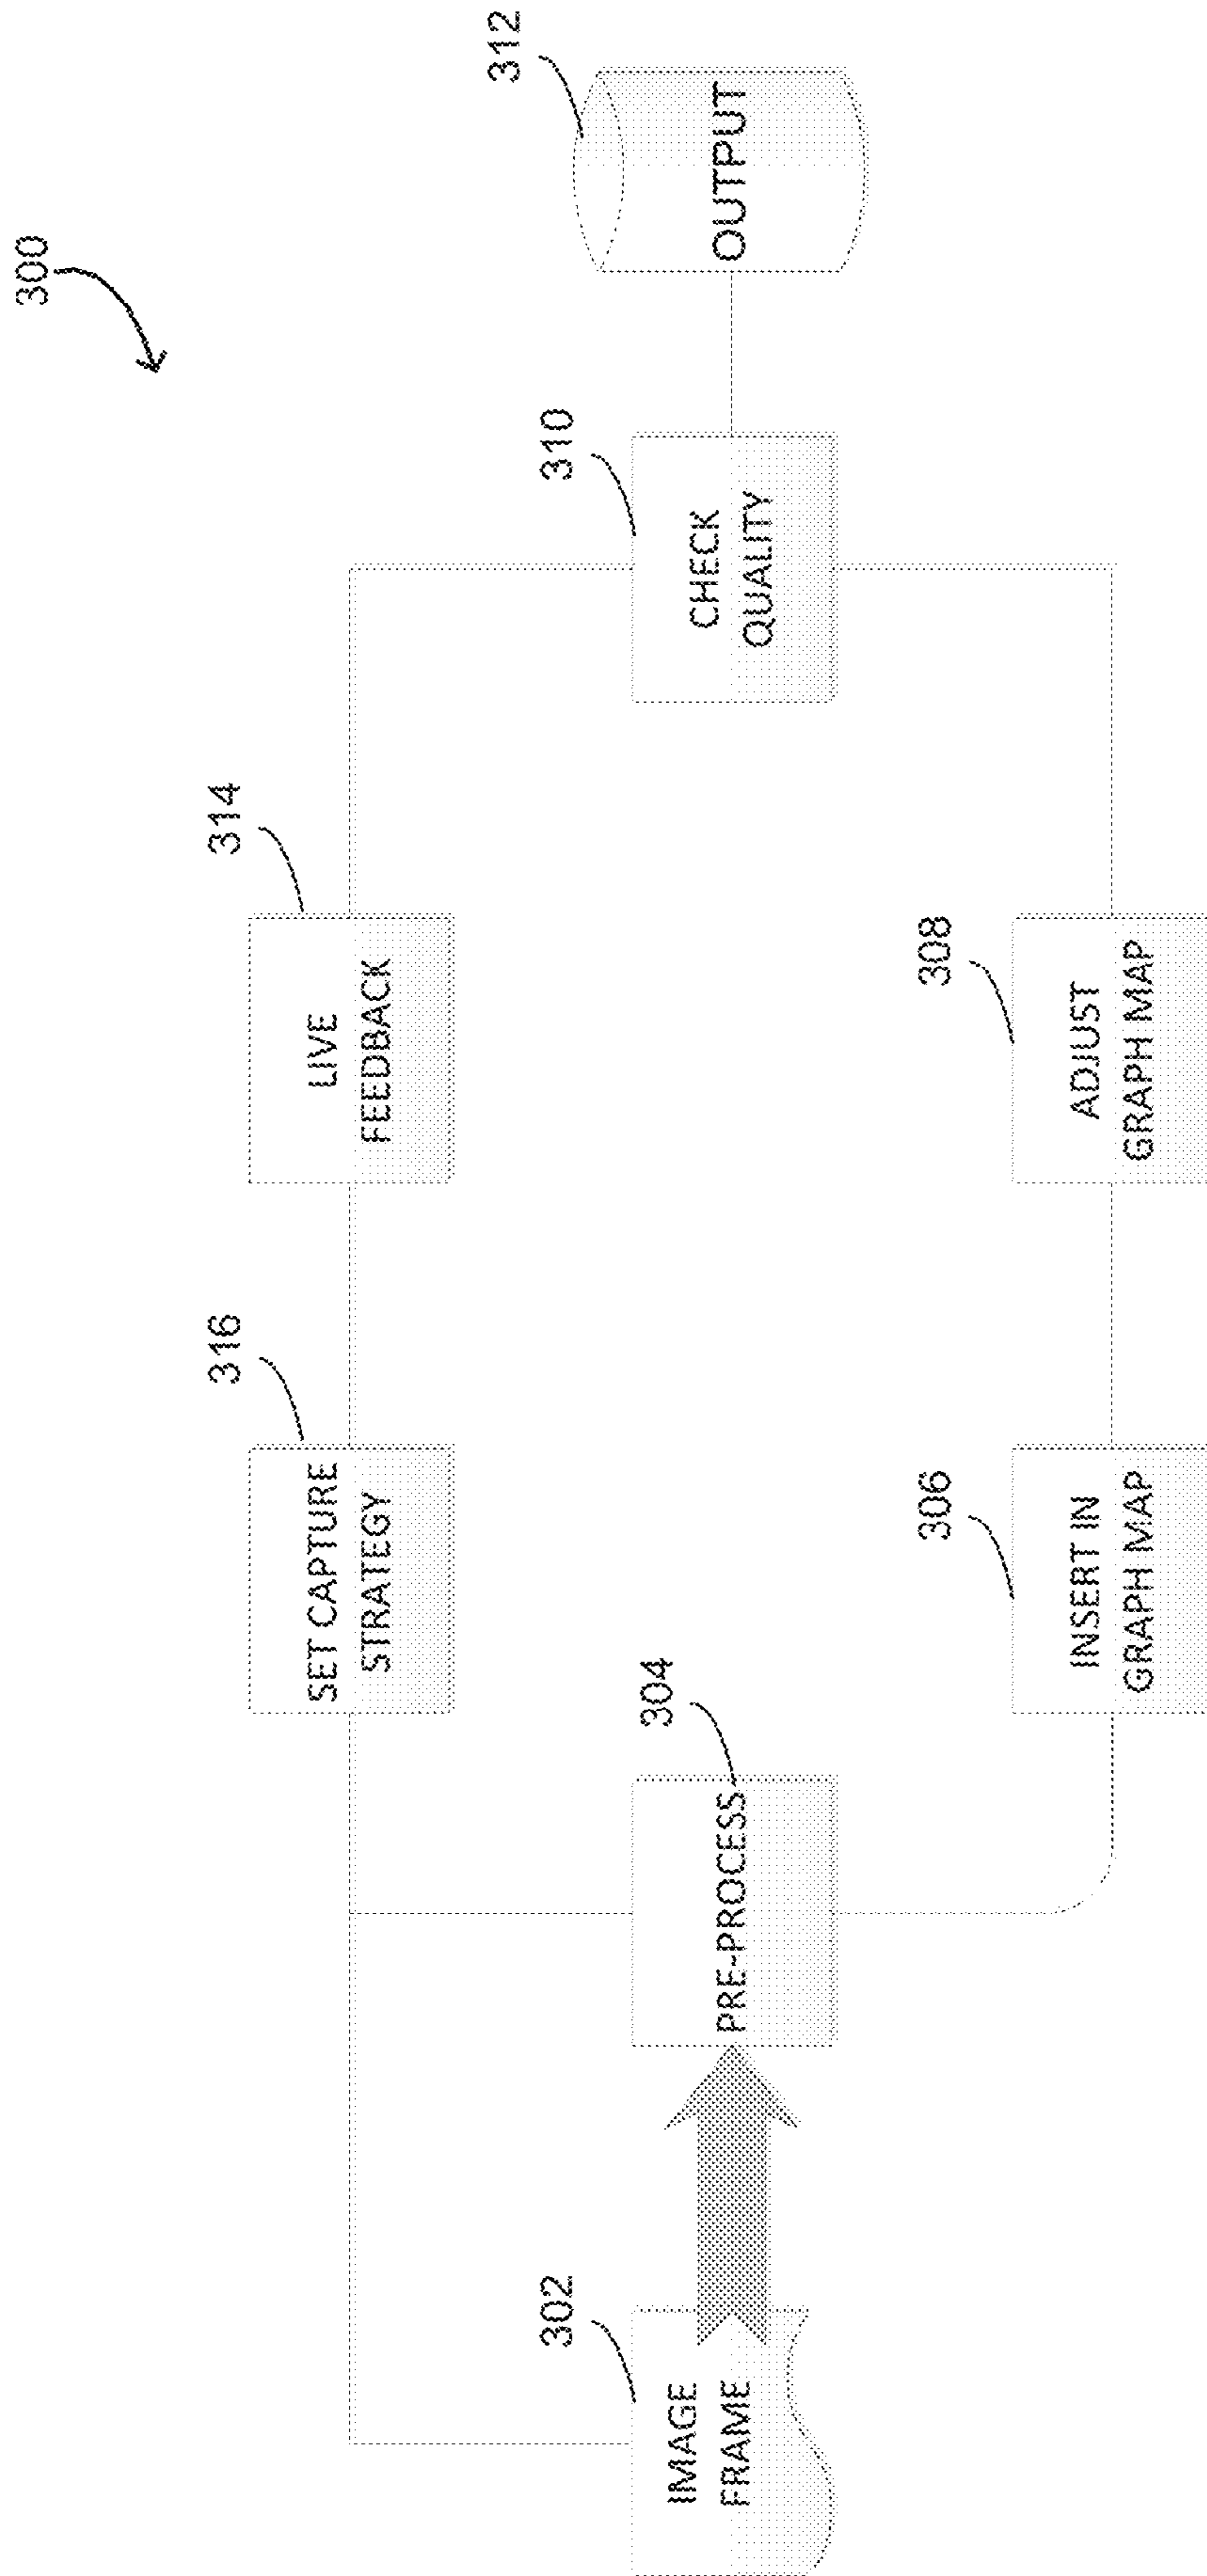 300
316
SET CAPTURE
STRATEGY
314
LIVE
FEEDBACK
302
IMAGE
FRAME
304
PRE-PROCESS
310
CHECK
QUALITY
312
OUTPUT
306
INSERT IN
GRAPH MAP
308
ADJUST
GRAPH MAP